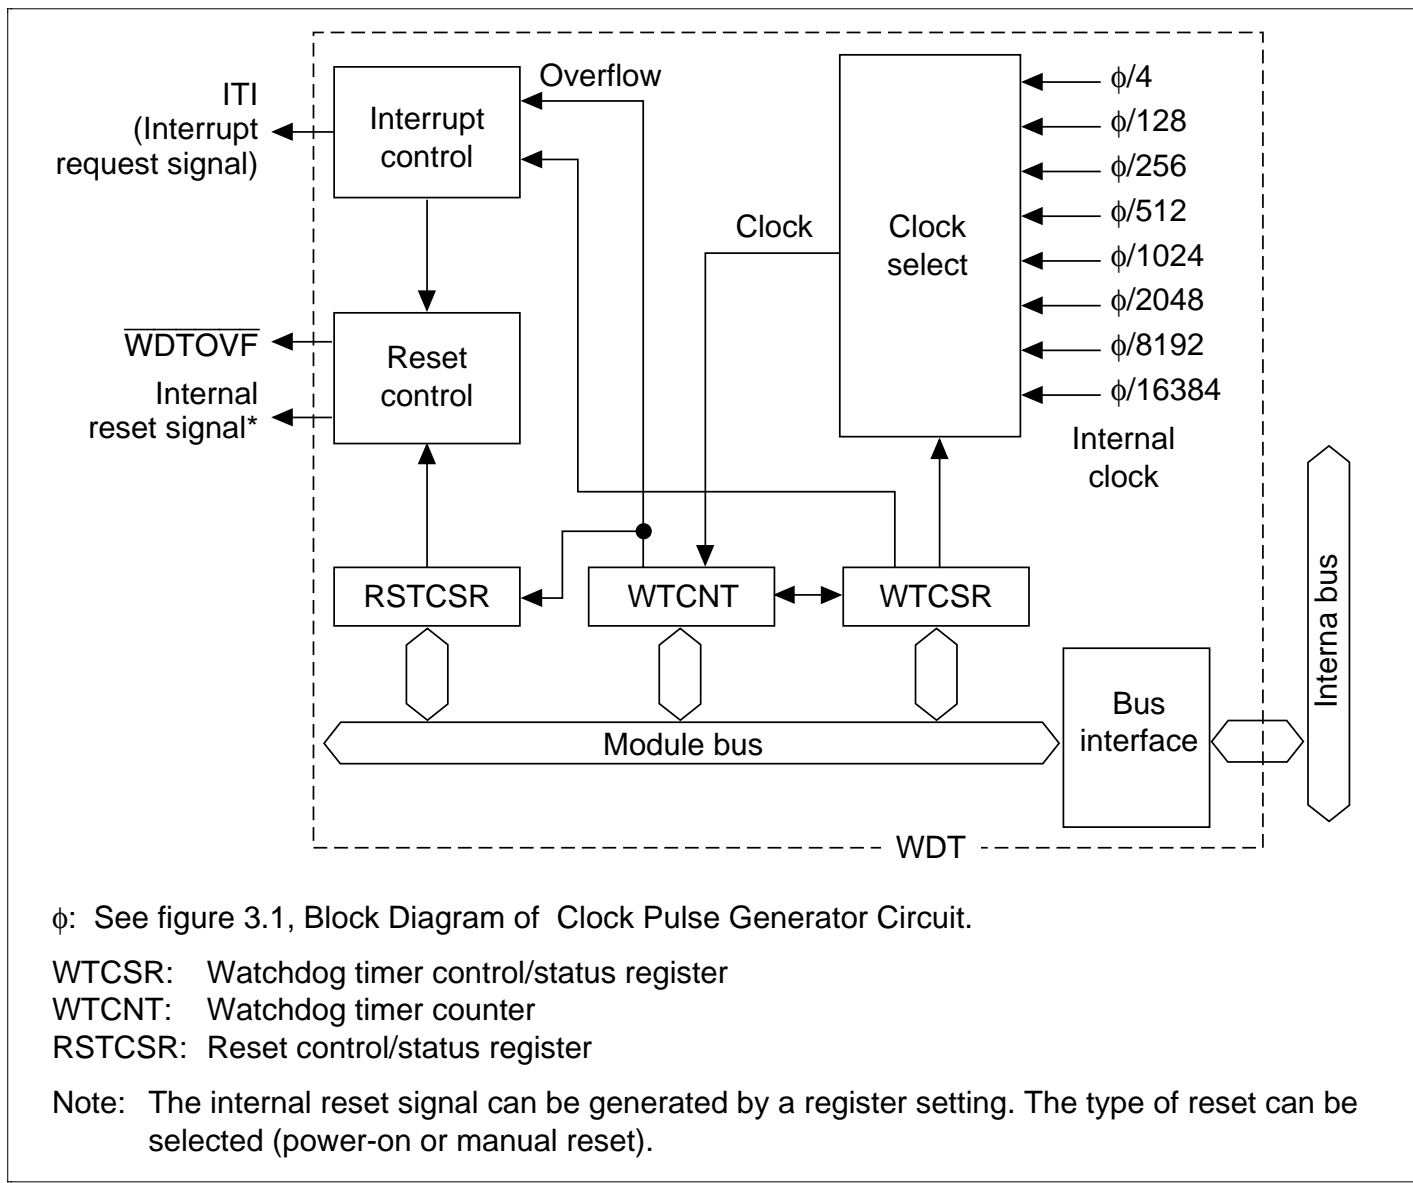 ITI
(Interrupt
request signal)
Interrupt
control
Overflow
Clock
Clock
select
ϕ/4
ϕ/128
ϕ/256
ϕ/512
ϕ/1024
ϕ/2048
ϕ/8192
ϕ/16384
Internal
clock
WDTOVF
Internal
reset signal*
Reset
control
RSTCSR
WTCNT
WTCSR
Module bus
Bus
interface
Interna bus
WDT
ϕ: See figure 3.1, Block Diagram of Clock Pulse Generator Circuit.
WTCSR: Watchdog timer control/status register
WTCNT: Watchdog timer counter
RSTCSR: Reset control/status register
Note: The internal reset signal can be generated by a register setting. The type of reset can be
selected (power-on or manual reset).